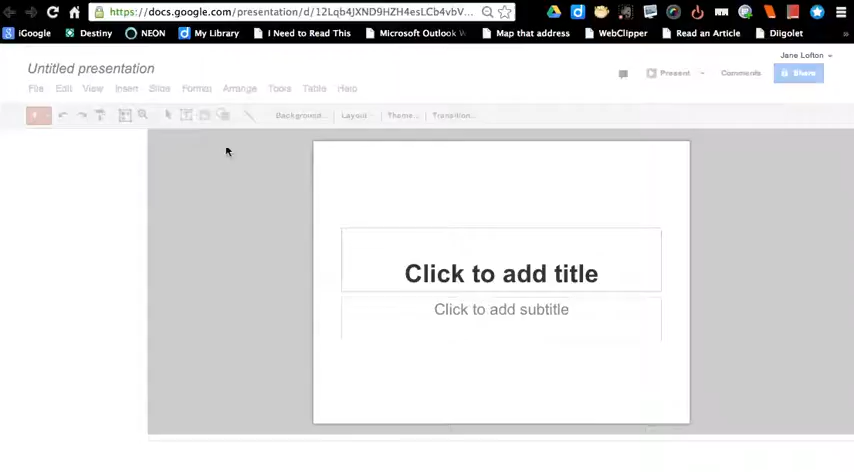 https://docs.google.com/presentation/d/12Lqb4JXND9HZH4esLCb4vbV...
iGoogle Destiny NEON My Library I Need to Read This Microsoft Outlook Map that address WebClipper Read an Article Diigolet »
Jane Lofton
Untitled presentation
Present Comments Share
File Edit View Insert Slide Format Arrange Tools Table Help
Background... Layout Theme... Transition...
Click to add title
Click to add subtitle